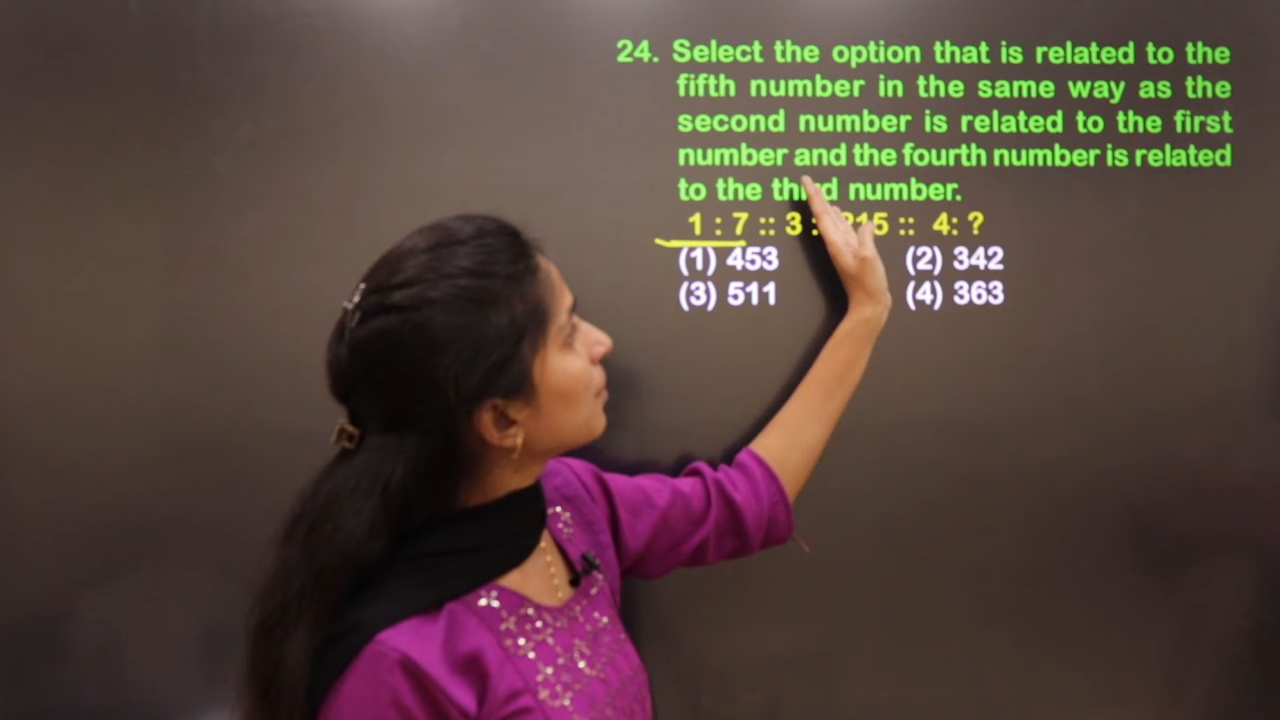 24. Select the option that is related to the
fifth number in the same way as the
second number is related to the first
number and the fourth number is related
to the third number.
1 : 7 :: 3 : 215 :: 4: ?
(1) 453 (2) 342
(3) 511 (4) 363